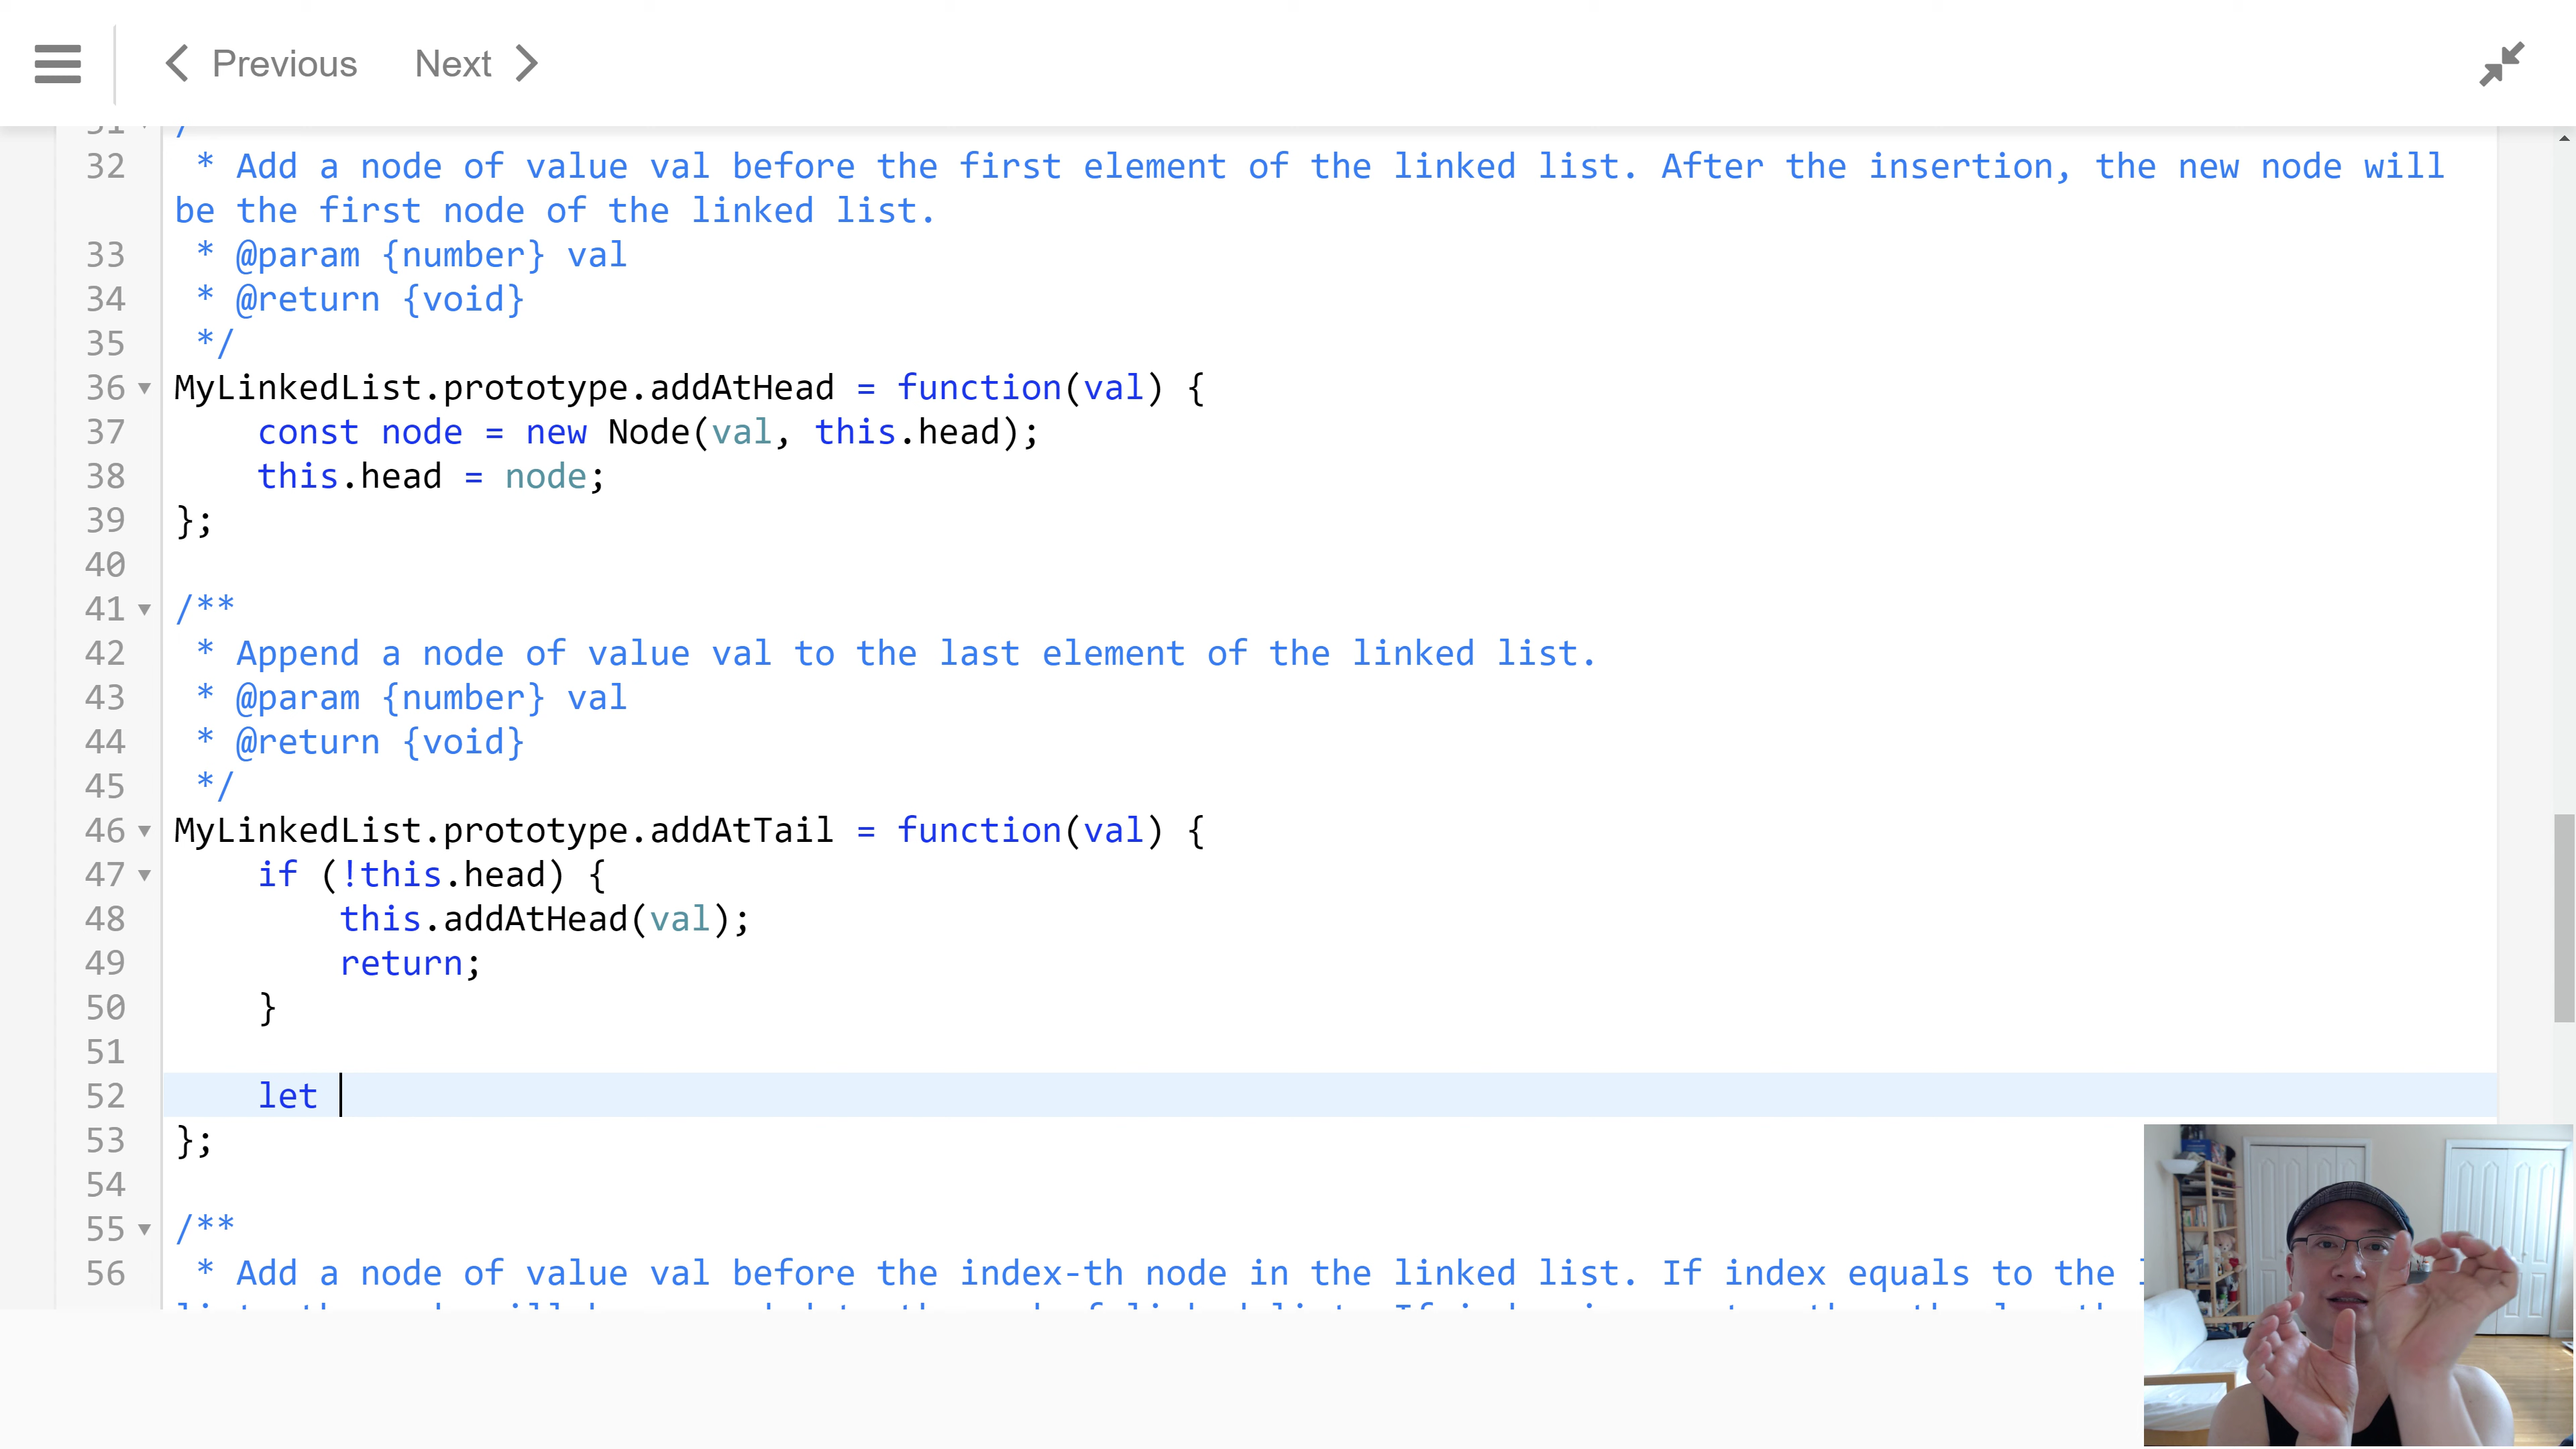 Previous Next
32 * Add a node of value val before the first element of the linked list. After the insertion, the new node will
be the first node of the linked list.
33 * @param {number} val
34 * @return {void}
35 */
36 MyLinkedList.prototype.addAtHead = function(val) {
37 const node = new Node(val, this.head);
38 this.head = node;
39 };
40
41 /**
42 * Append a node of value val to the last element of the linked list.
43 * @param {number} val
44 * @return {void}
45 */
46 MyLinkedList.prototype.addAtTail = function(val) {
47 if (!this.head) {
48 this.addAtHead(val);
49 return;
50 }
51
52 let
53 };
54
55 /**
56 * Add a node of value val before the index-th node in the linked list. If index equals to the